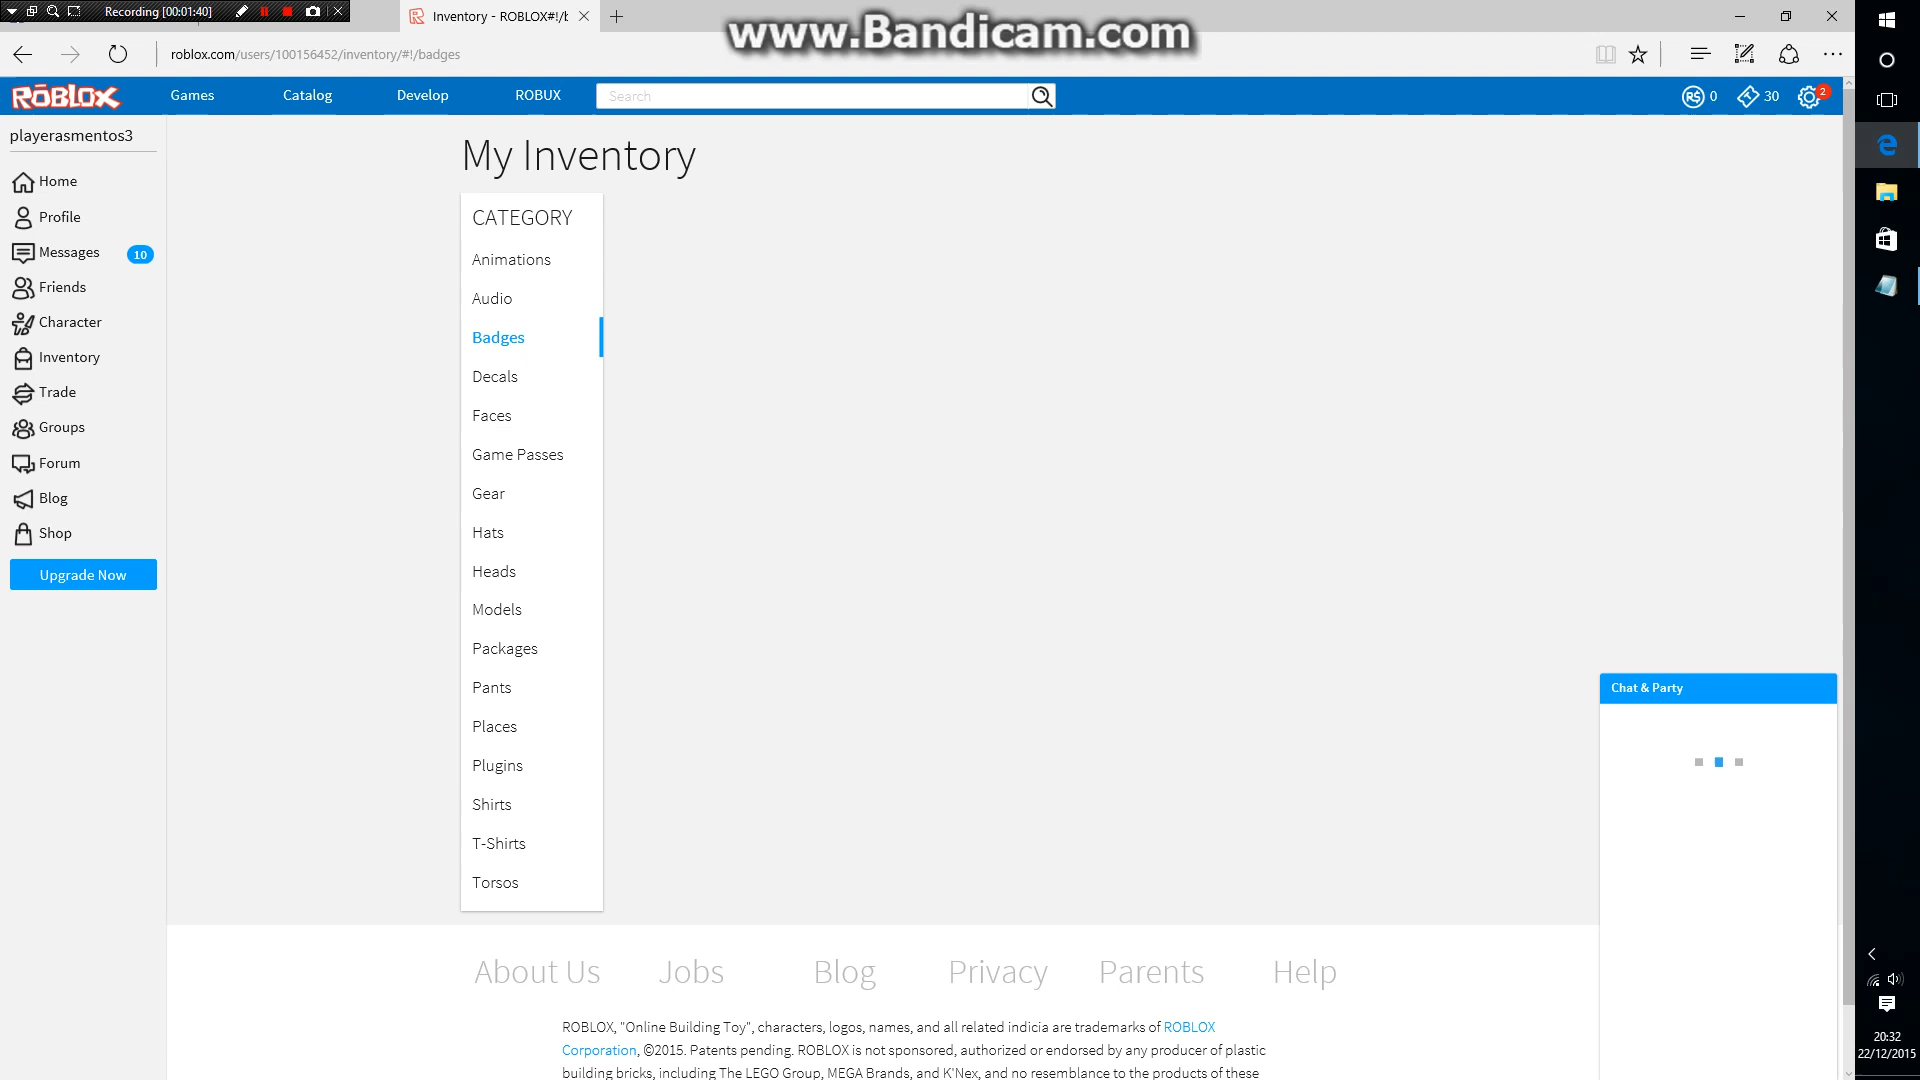 Recording [00:01:40]
Inventory - ROBLOX#!/b
www.Bandicam.com
roblox.com/users/100156452/inventory/#!/badges
ROBLOX
Games
Catalog
Develop
ROBUX
Search
R$ 0
30
2
playerasmentos3
Home
Profile
Messages 10
Friends
Character
Inventory
Trade
Groups
Forum
Blog
Shop
Upgrade Now
My Inventory
CATEGORY
Animations
Audio
Badges
Decals
Faces
Game Passes
Gear
Hats
Heads
Models
Packages
Pants
Places
Plugins
Shirts
T-Shirts
Torsos
Chat & Party
About Us
Jobs
Blog
Privacy
Parents
Help
ROBLOX, "Online Building Toy", characters, logos, names, and all related indicia are trademarks of ROBLOX
Corporation, ©2015. Patents pending. ROBLOX is not sponsored, authorized or endorsed by any producer of plastic
building bricks, including The LEGO Group, MEGA Brands, and K'Nex, and no resemblance to the products of these
20:32
22/12/2015